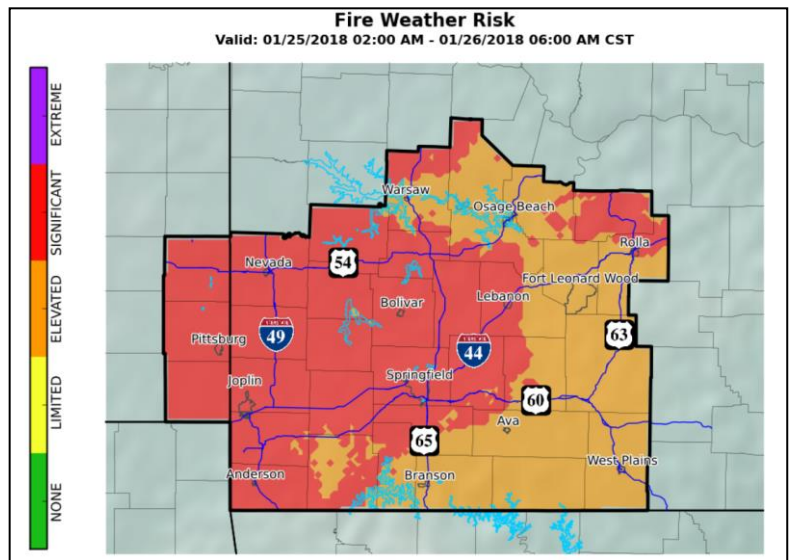 Fire Weather Risk
Valid: 01/25/2018 02:00 AM - 01/26/2018 06:00 AM CST
EXTREME
SIGNIFICANT
ELEVATED
LIMITED
NONE
Warsaw
Osage Beach
Rolla
Nevada
54
Fort Leonard Wood
Lebanon
Bolivar
Pittsburg
49
44
63
Joplin
Springfield
60
Ava
65
West Plains
Anderson
Branson